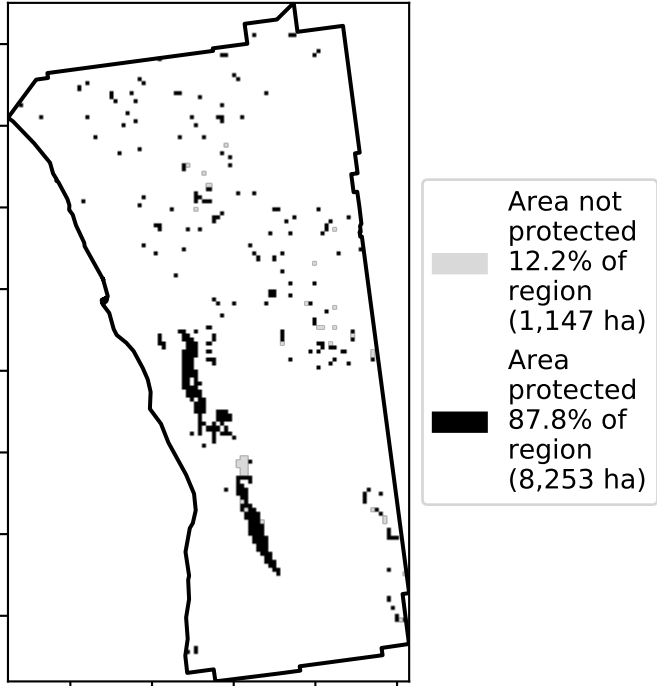 Area not
protected
12.2% of
region
(1,147 ha)
Area
protected
87.8% of
region
(8,253 ha)